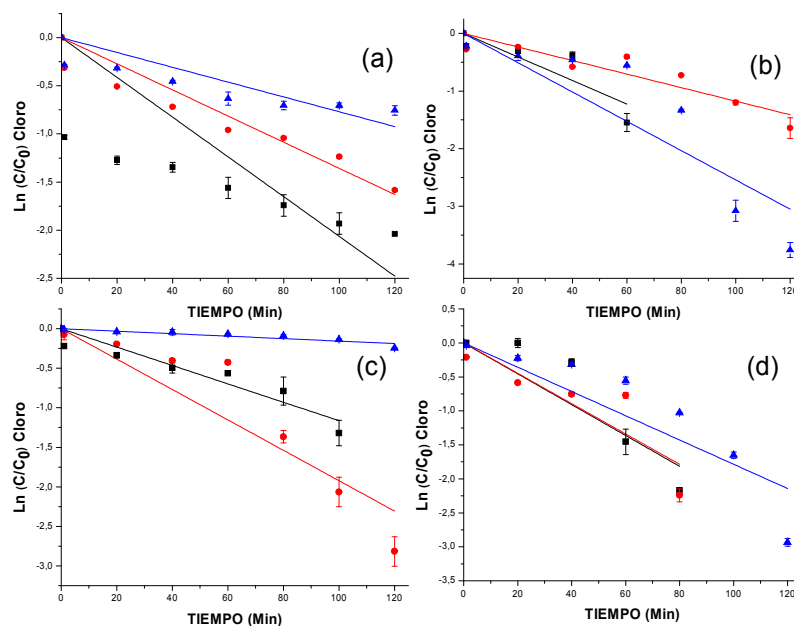 (a)
Ln (C/C0) Cloro
0,0
-0,5
-1,0
-1,5
-2,0
-2,5
0 20 40 60 80 100 120
TIEMPO (Min)
(b)
Ln (C/C0) Cloro
0
-1
-2
-3
-4
0 20 40 60 80 100 120
TIEMPO (Min)
(c)
Ln (C/C0) Cloro
0,0
-0,5
-1,0
-1,5
-2,0
-2,5
-3,0
0 20 40 60 80 100 120
TIEMPO (Min)
(d)
Ln (C/C0) Cloro
0,5
0,0
-0,5
-1,0
-1,5
-2,0
-2,5
-3,0
-3,5
0 20 40 60 80 100 120
TIEMPO (Min)